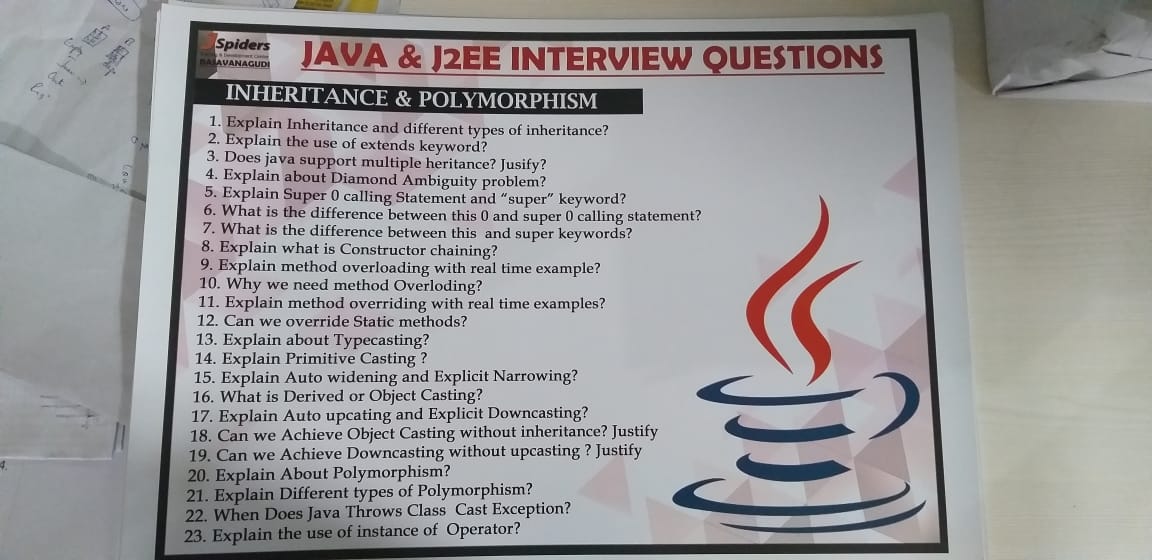 JSpiders
BASAVANAGUDI
JAVA & J2EE INTERVIEW QUESTIONS
INHERITANCE & POLYMORPHISM
1. Explain Inheritance and different types of inheritance?
2. Explain the use of extends keyword?
3. Does java support multiple heritance? Jusify?
4. Explain about Diamond Ambiguity problem?
5. Explain Super 0 calling Statement and “super” keyword?
6. What is the difference between this 0 and super 0 calling statement?
7. What is the difference between this and super keywords?
8. Explain what is Constructor chaining?
9. Explain method overloading with real time example?
10. Why we need method Overloding?
11. Explain method overriding with real time examples?
12. Can we override Static methods?
13. Explain about Typecasting?
14. Explain Primitive Casting ?
15. Explain Auto widening and Explicit Narrowing?
16. What is Derived or Object Casting?
17. Explain Auto upcating and Explicit Downcasting?
18. Can we Achieve Object Casting without inheritance? Justify
19. Can we Achieve Downcasting without upcasting ? Justify
20. Explain About Polymorphism?
21. Explain Different types of Polymorphism?
22. When Does Java Throws Class Cast Exception?
23. Explain the use of instance of Operator?